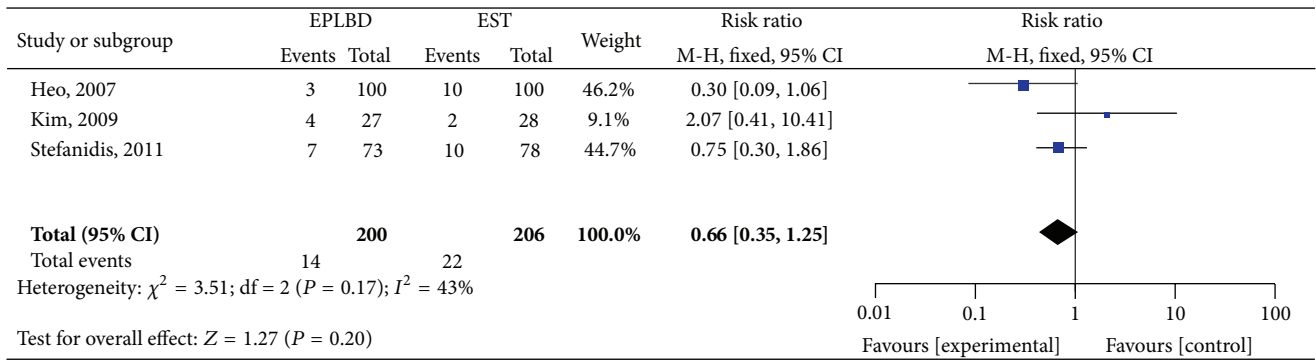 EPLBD EST Risk ratio Risk ratio
Study or subgroup Weight
Events Total Events Total M-H, fixed, 95% CI M-H, fixed, 95% CI
Heo, 2007 3 100 10 100 46.2% 0.30 [0.09, 1.06]
Kim, 2009 4 27 2 28 9.1% 2.07 [0.41, 10.41]
Stefanidis, 2011 7 73 10 78 44.7% 0.75 [0.30, 1.86]
Total (95% CI) 200 206 100.0% 0.66 [0.35, 1.25]
Total events 14 22
Heterogeneity: χ² = 3.51; df = 2 (P = 0.17); I² = 43%
0.01 0.1 1 10 100
Test for overall effect: Z = 1.27 (P = 0.20)
Favours [experimental] Favours [control]